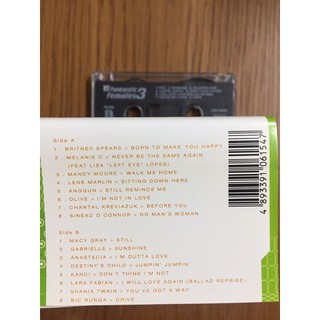 fantastic
females 3
Side A
1 BRITNEY SPEARS > BORN TO MAKE YOU HAPPY
2 MELANIE C > NEVER BE THE SAME AGAIN
(FEAT LISA "LEFT EYE" LOPES)
3 MANDY MOORE > WALK ME HOME
4 LENE MARLIN > SITTING DOWN HERE
5 ANGGUN > STILL REMINDS ME
6 OLIVE > I'M NOT IN LOVE
7 CHANTAL KREVIAZUK > BEFORE YOU
8 SINEAD O'CONNOR > NO MAN'S WOMAN
Side B
1 MACY GRAY > STILL
2 GABRIELLE > SUNSHINE
3 ANASTACIA > I'M OUTTA LOVE
4 DESTINY'S CHILD > JUMPIN' JUMPIN'
5 KANDI > DON'T THINK I'M NOT
6 LARA FABIAN > I WILL LOVE AGAIN (BALLAD REPRISE)
7 SHANIA TWAIN > YOU'VE GOT A WAY
8 BIC RUNGA > DRIVE
4 893391 061547